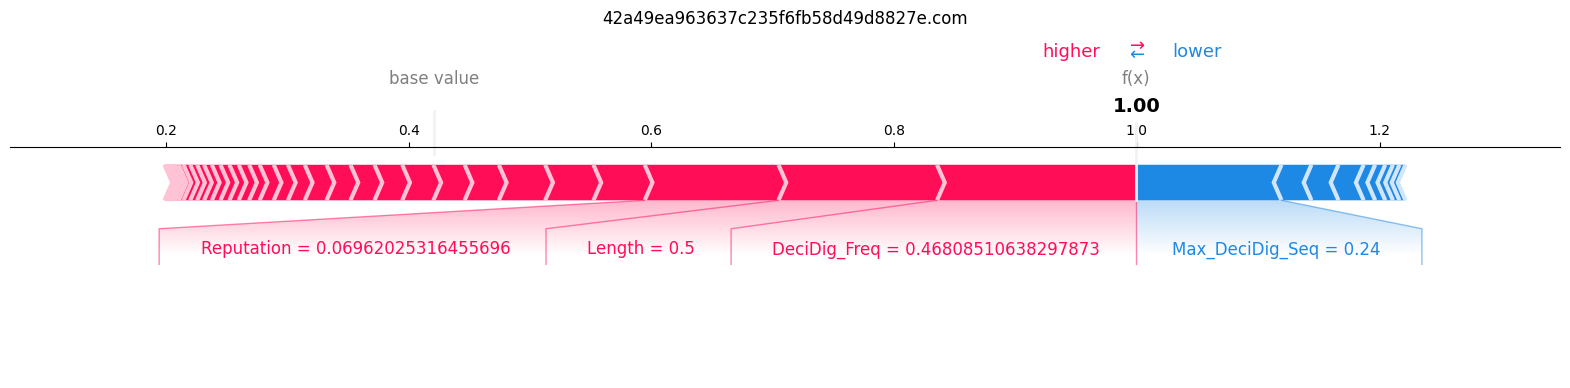 42a49ea963637c235f6fb58d49d8827e.com
higher ⇄ lower
base value f(x)
1.00
0.2 0.4 0.6 0.8 1.0 1.2
Reputation = 0.06962025316455696 Length = 0.5 DeciDig_Freq = 0.46808510638297873 Max_DeciDig_Seq = 0.24